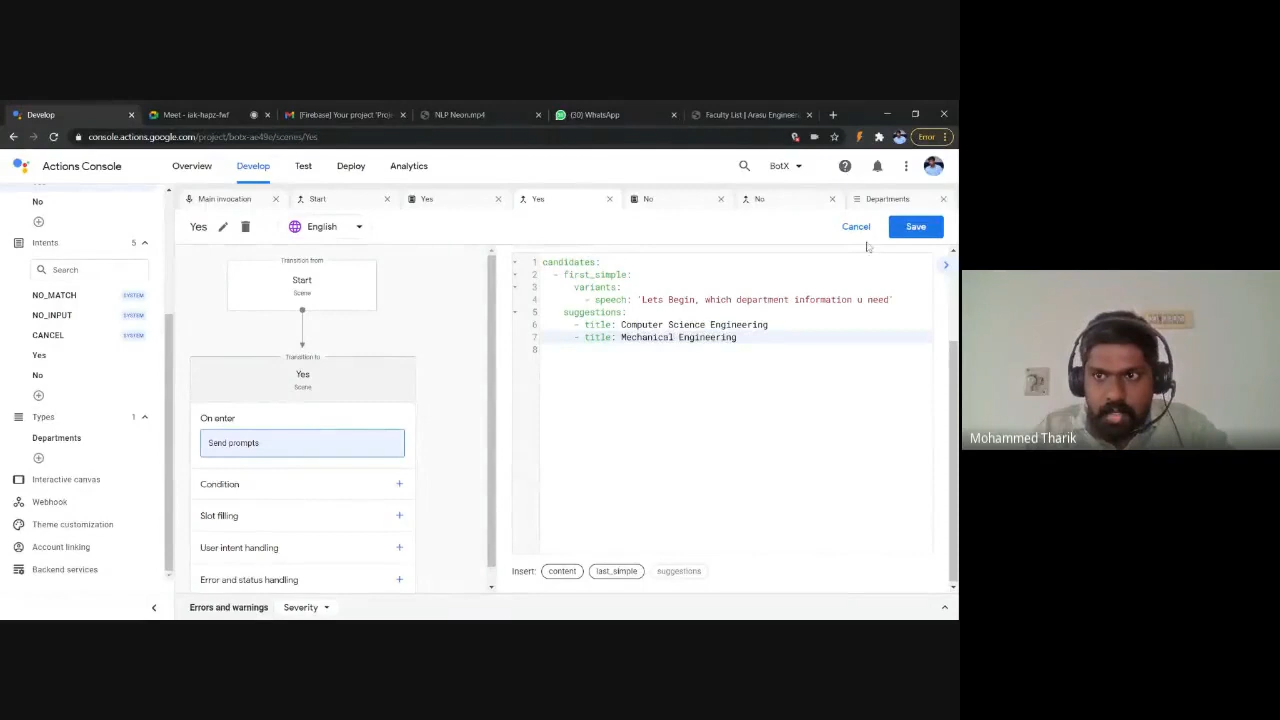 Develop
Meet - iak-hapz-fwf
[Firebase] Your project 'Proje
NLP Neon.mp4
(30) WhatsApp
Faculty List | Arasu Engineerin
console.actions.google.com/project/botx-ae49e/scenes/Yes
Error
Actions Console
Overview
Develop
Test
Deploy
Analytics
BotX
No
Intents 5
Search
NO_MATCH SYSTEM
NO_INPUT SYSTEM
CANCEL SYSTEM
Yes
No
Types 1
Departments
Interactive canvas
Webhook
Theme customization
Account linking
Backend services
Main invocation
Start
Yes
Yes
No
No
Departments
Yes
English
Cancel
Save
Transition from
Start
Scene
Transition to
Yes
Scene
On enter
Send prompts
Condition
Slot filling
User intent handling
Error and status handling
1 candidates:
2 - first_simple:
3 variants:
4 - speech: 'Lets Begin, which department information u need'
5 suggestions:
6 - title: Computer Science Engineering
7 - title: Mechanical Engineering
8
Insert: content last_simple suggestions
Errors and warnings Severity
Mohammed Tharik